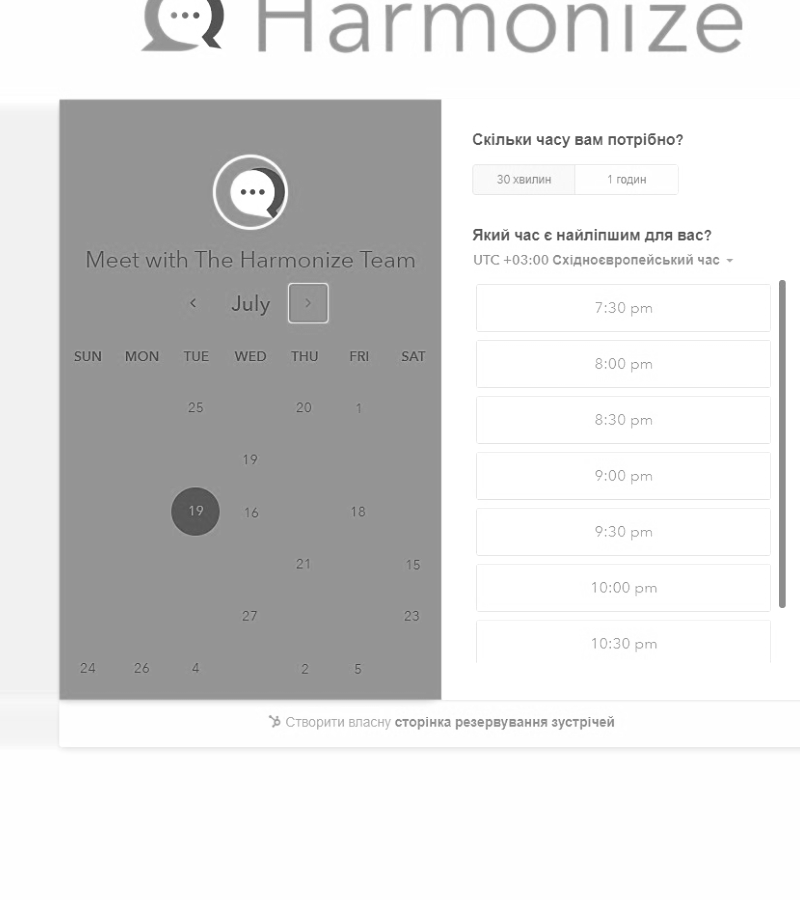 Harmonize
Meet with The Harmonize Team
July
SUN MON TUE WED THU FRI SAT
25 20 1
19
19 16 18
21 15
27 23
24 26 4 2 5
Скільки часу вам потрібно?
30 хвилин 1 годин
Який час є найліпшим для вас?
UTC +03:00 Східноєвропейський час
7:30 pm
8:00 pm
8:30 pm
9:00 pm
9:30 pm
10:00 pm
10:30 pm
Створити власну сторінка резервування зустрічей